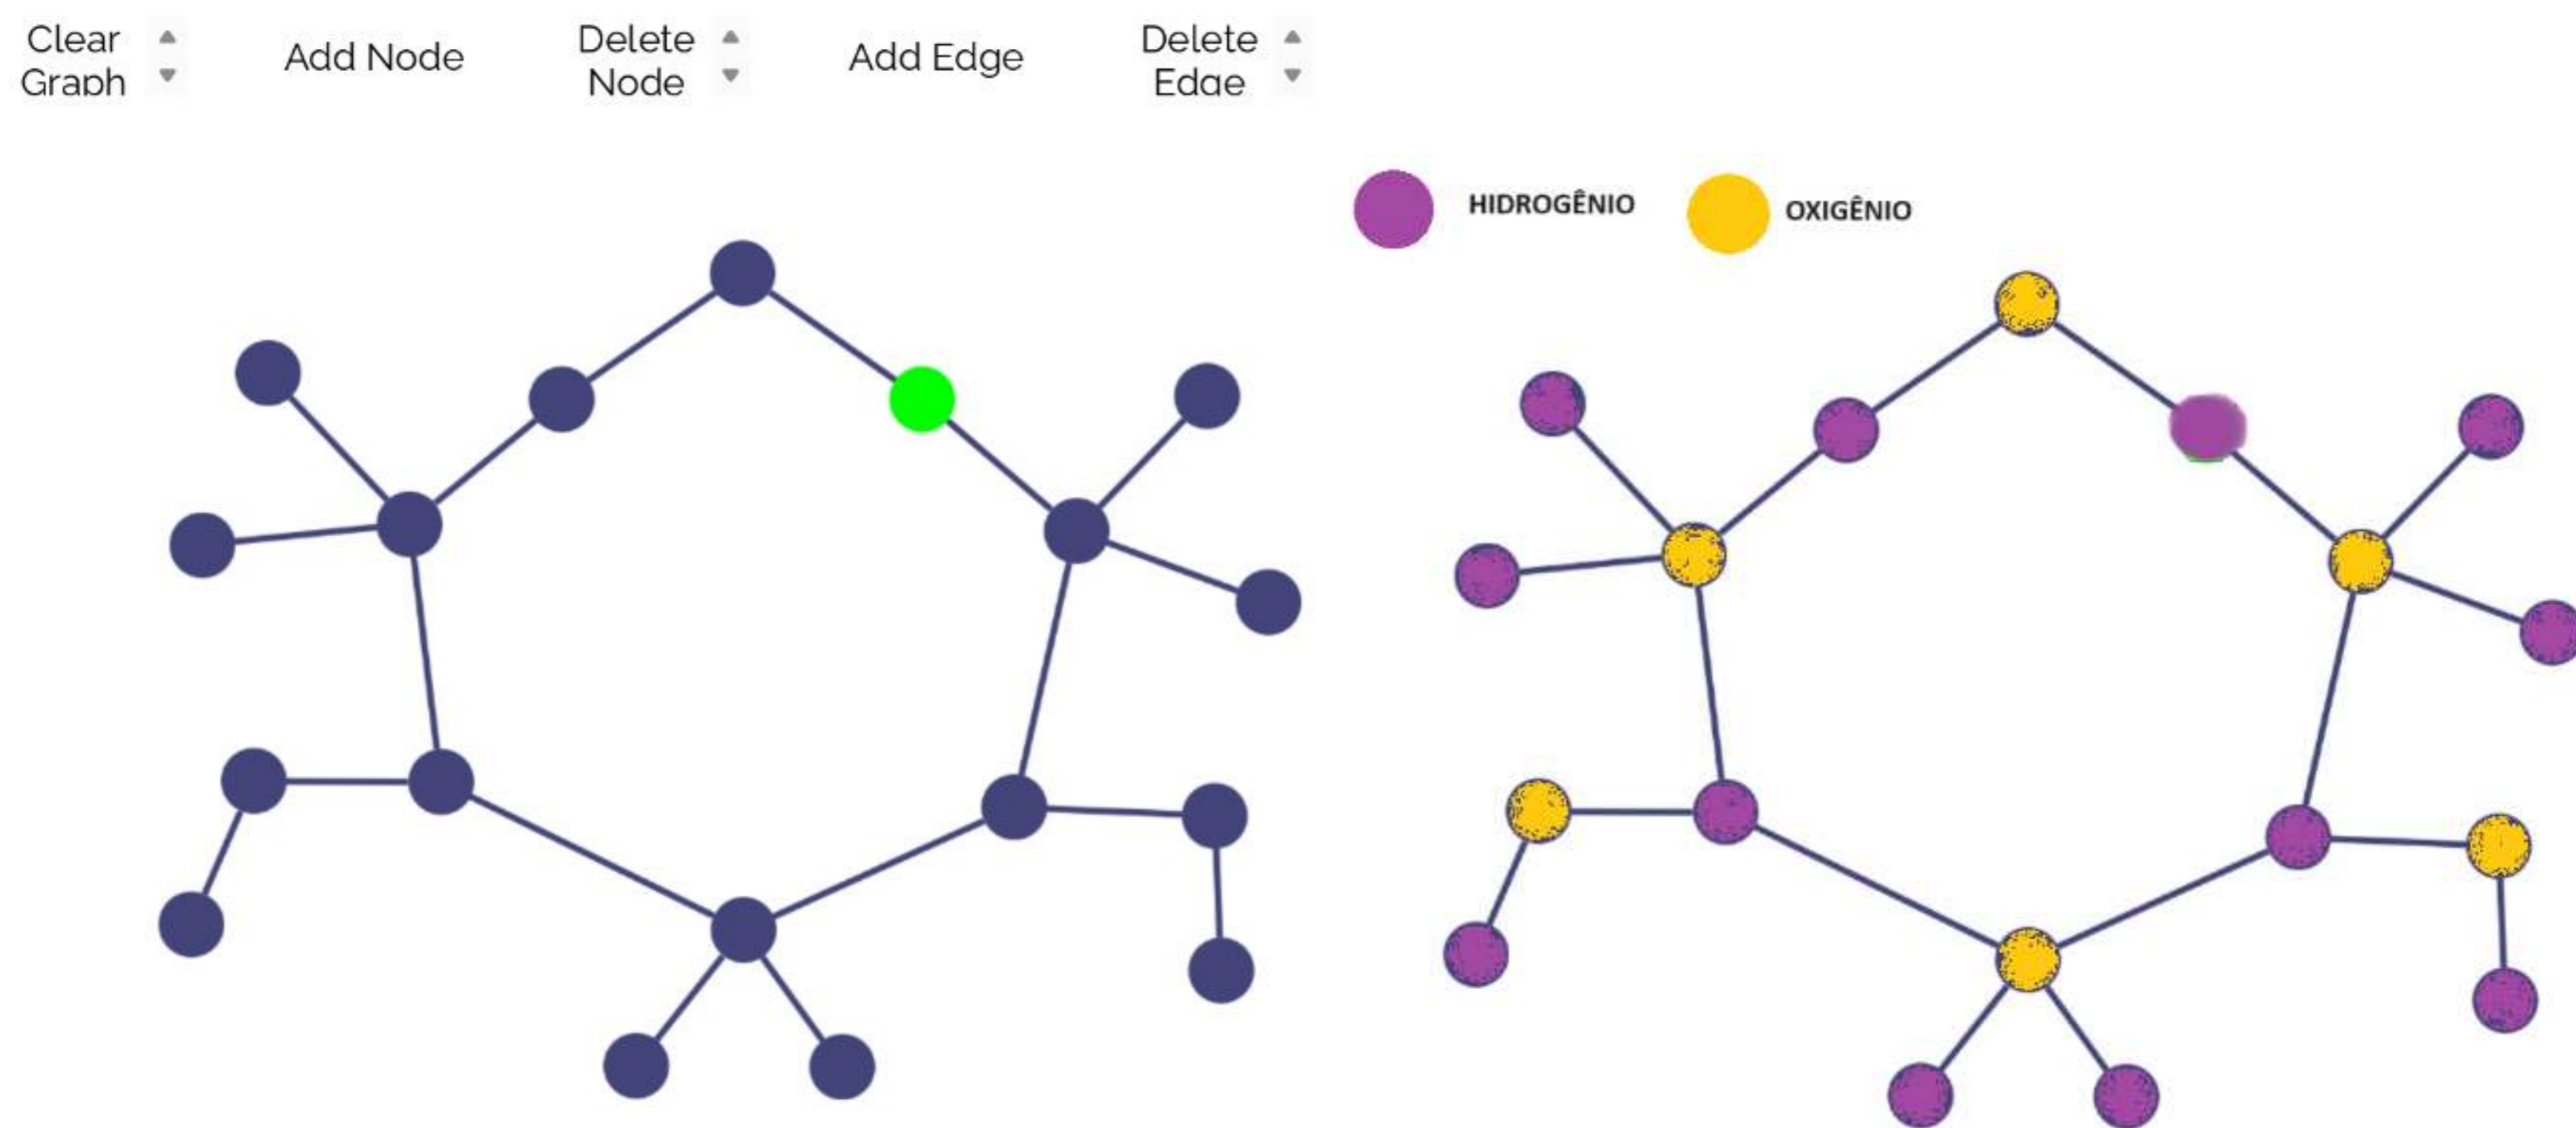 Clear
Graph
Add Node
Delete
Node
Add Edge
Delete
Edge
HIDROGÊNIO
OXIGÊNIO